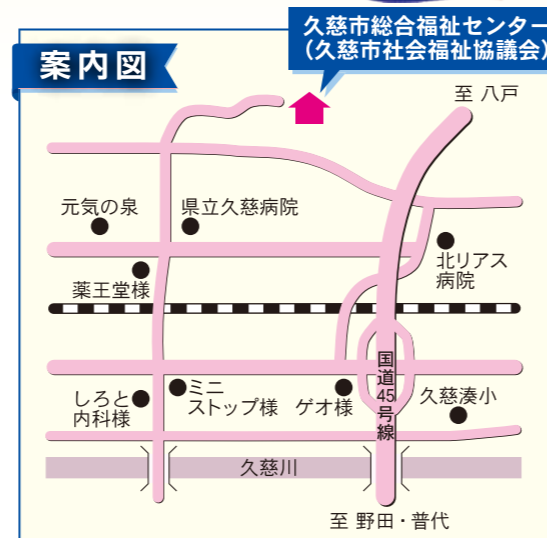 久慈市総合福祉センター
(久慈市社会福祉協議会)
案内図
至 八戸
元気の泉
県立久慈病院
北リアス
病院
薬王堂様
国道45号線
しろと
内科様
ミニ
ストップ様
ゲオ様
久慈湊小
久慈川
至 野田・普代